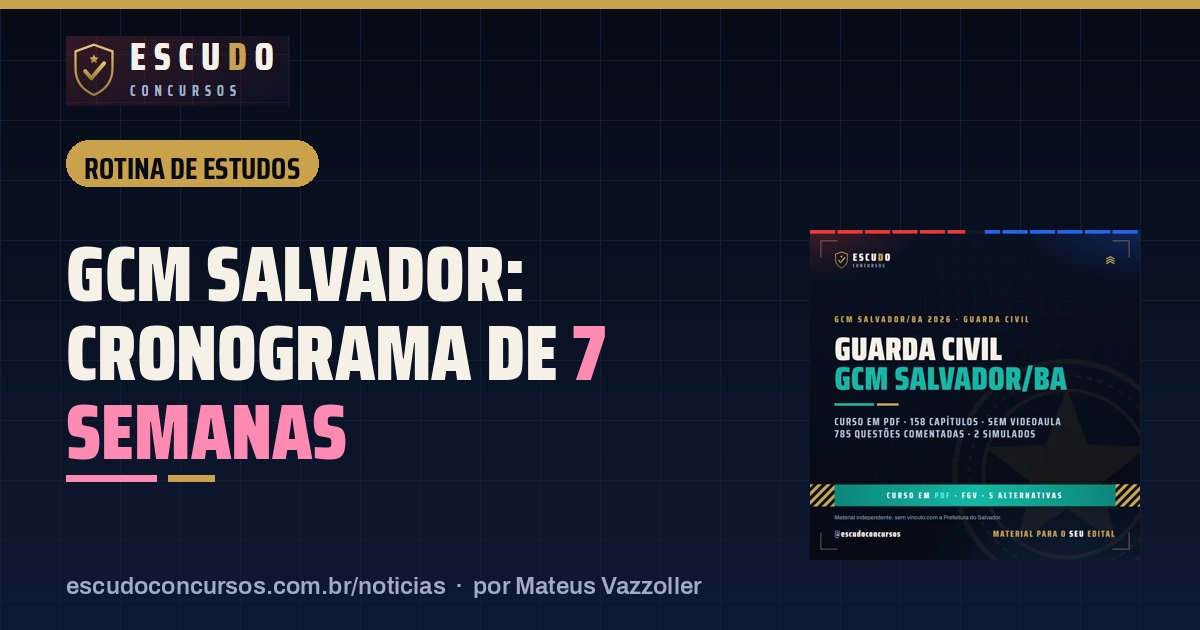 ESCUDO
CONCURSOS
ROTINA DE ESTUDOS
GCM SALVADOR:
CRONOGRAMA DE 7
SEMANAS
escudoconcursos.com.br/noticias · por Mateus Vazzoller
ESCUDO
CONCURSOS
GCM SALVADOR/BA 2026 · GUARDA CIVIL
GUARDA CIVIL
GCM SALVADOR/BA
CURSO EM PDF · 158 CAPÍTULOS · SEM VIDEOAULA
785 QUESTÕES COMENTADAS · 2 SIMULADOS
CURSO EM PDF · FGV · 5 ALTERNATIVAS
Material independente, sem vínculo com a Prefeitura do Salvador.
@escudoconcursos
MATERIAL PARA O SEU EDITAL